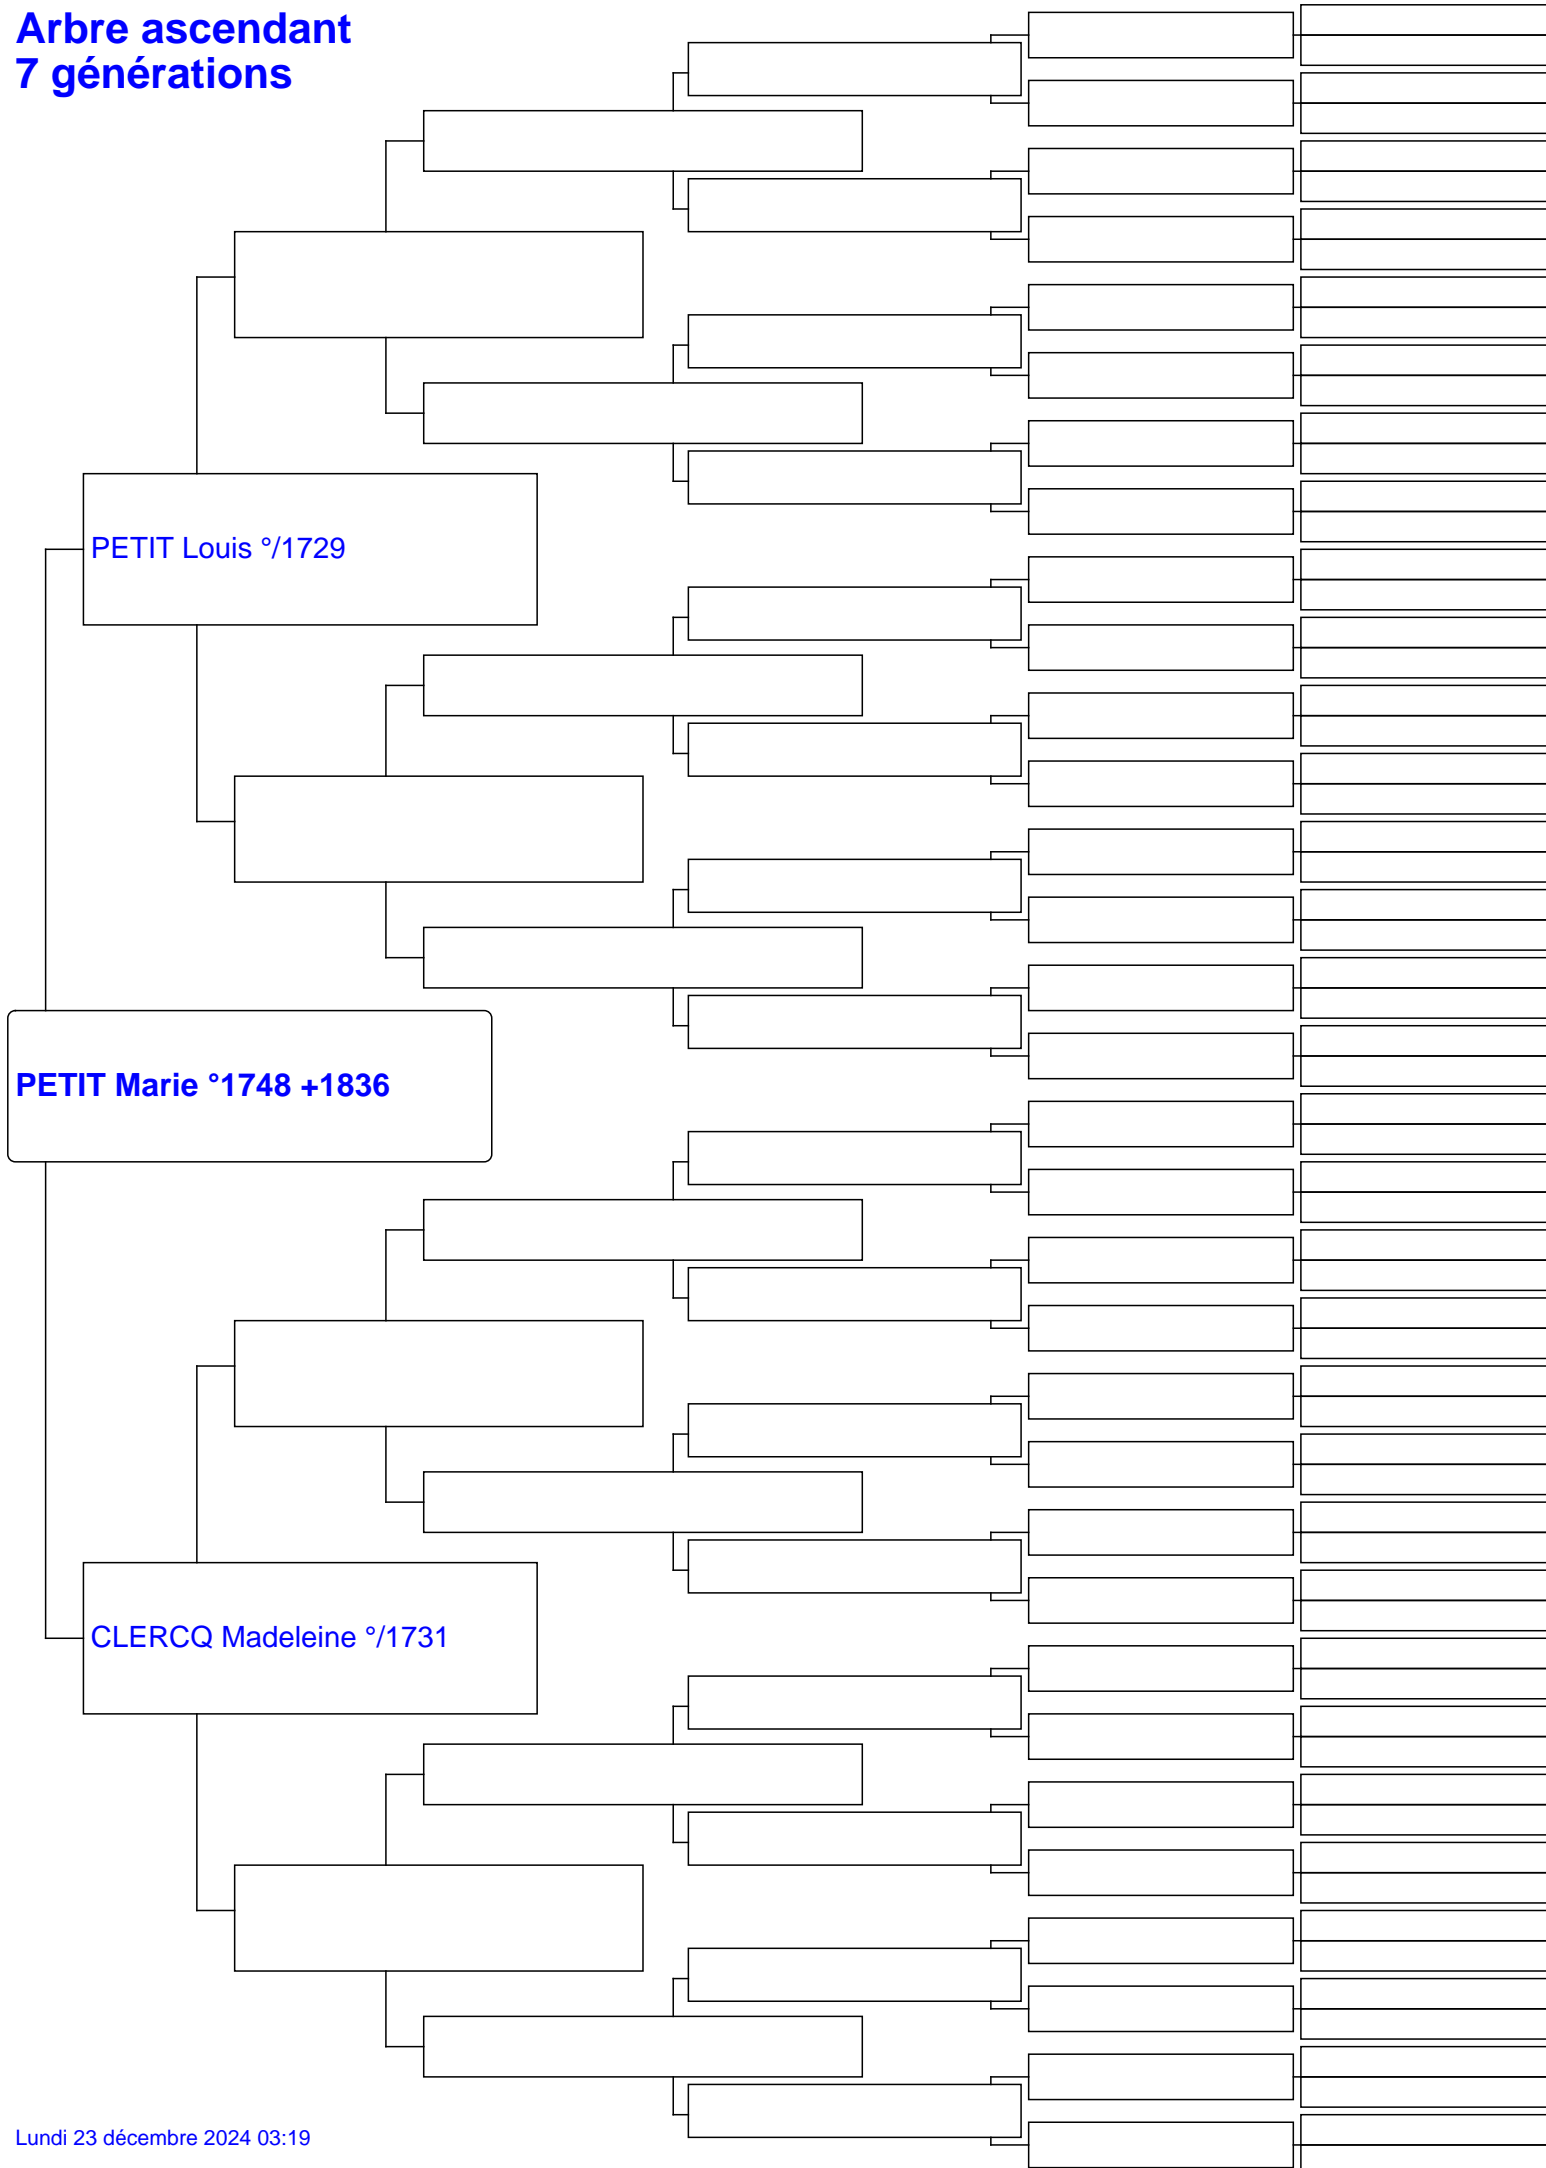 Arbre ascendant
7 générations
PETIT Louis °/1729
PETIT Marie °1748 +1836
CLERCQ Madeleine °/1731
Lundi 23 décembre 2024 03:19